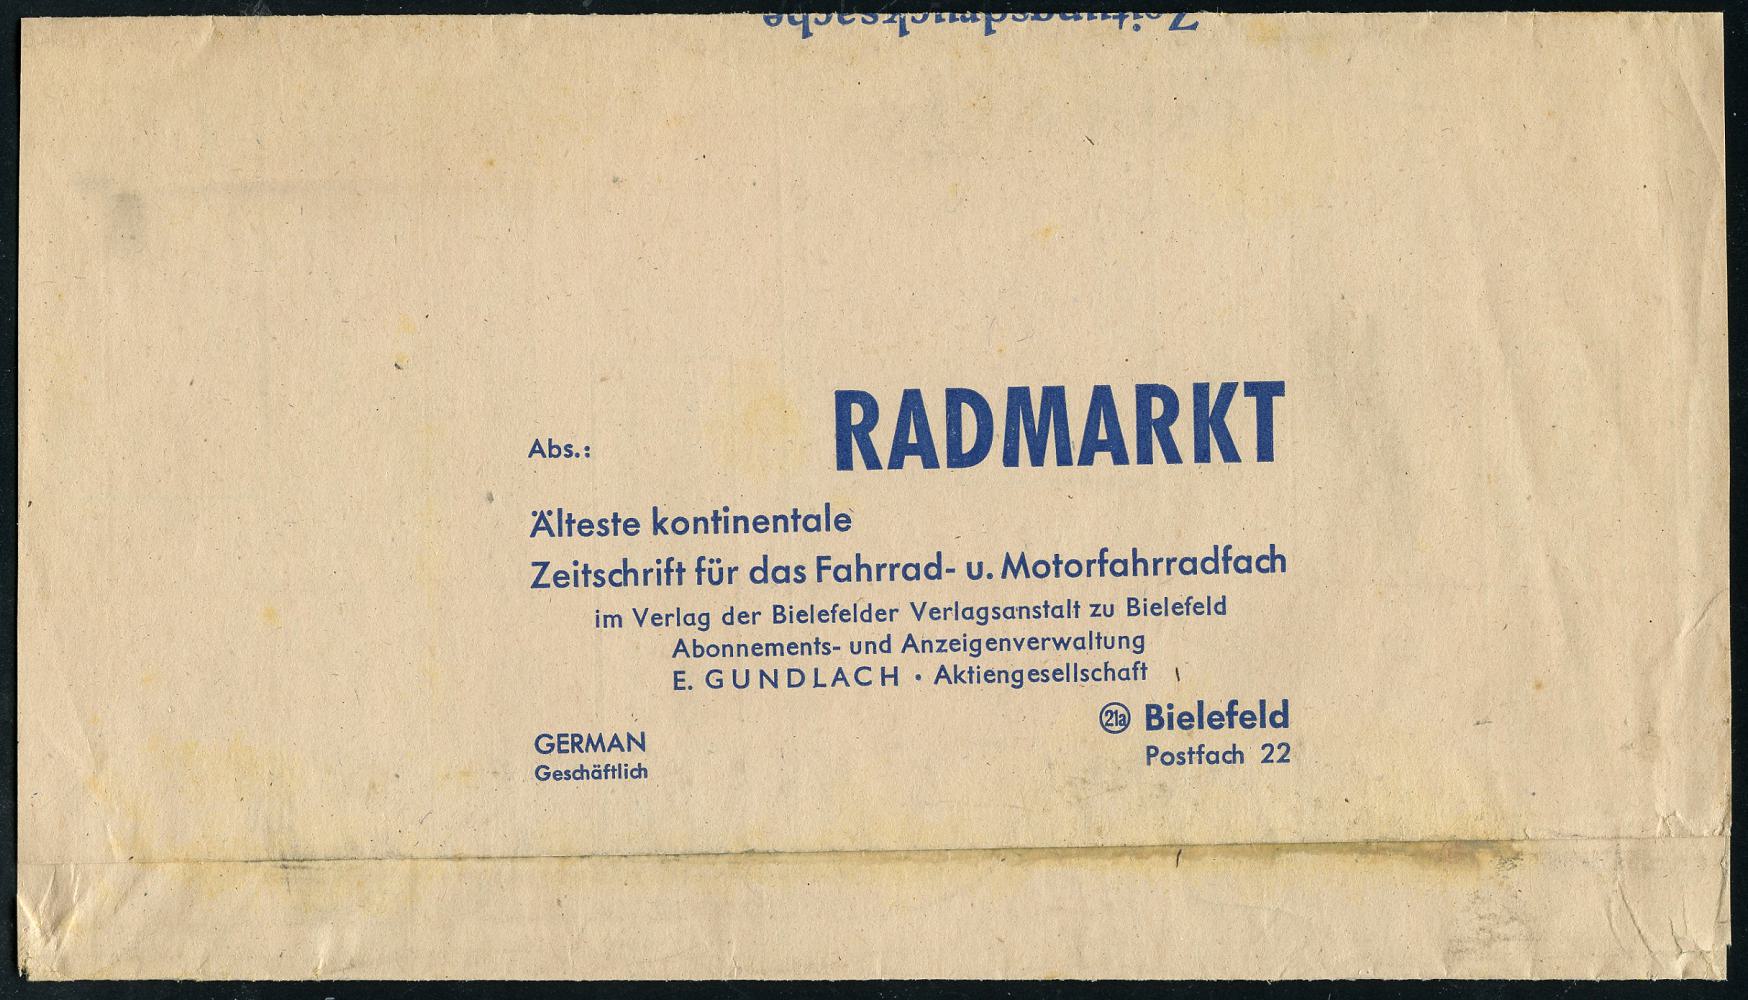 Zeitungsdrucksache
RADMARKT
Abs.:
Älteste kontinentale
Zeitschrift für das Fahrrad- u. Motorfahrradfach
im Verlag der Bielefelder Verlagsanstalt zu Bielefeld
Abonnements- und Anzeigenverwaltung
E. GUNDLACH · Aktiengesellschaft
21a Bielefeld
Postfach 22
GERMAN
Geschäftlich